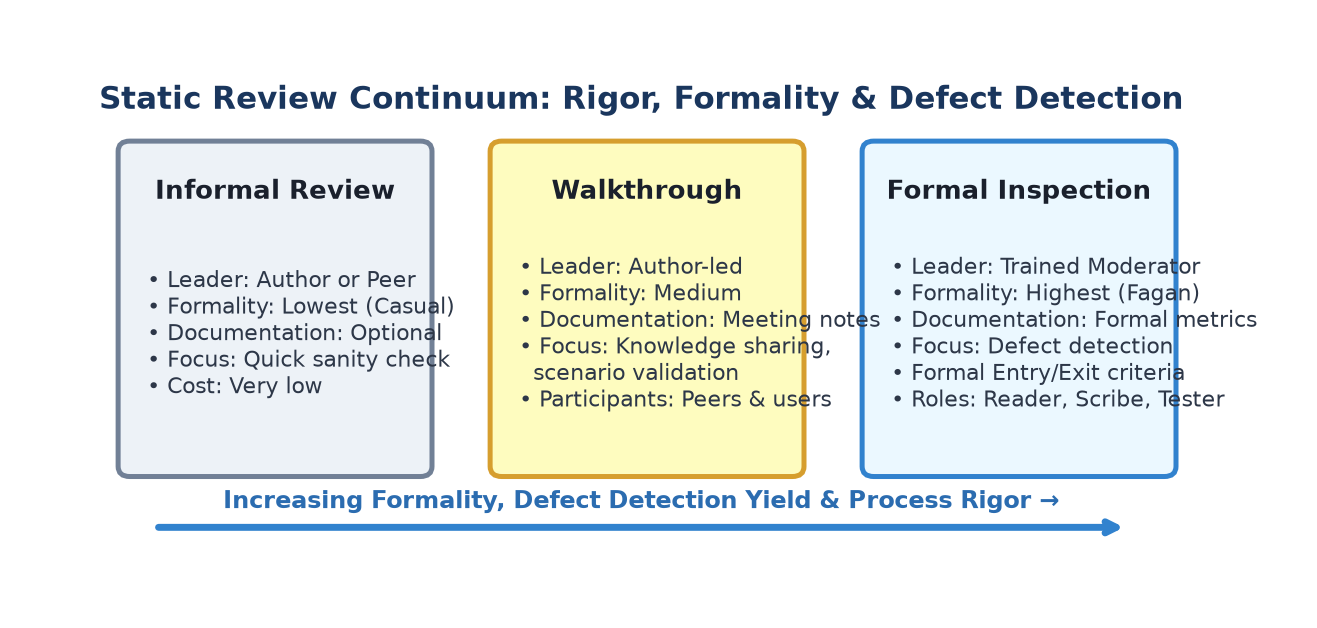 Static Review Continuum: Rigor, Formality & Defect Detection
Informal Review
• Leader: Author or Peer
• Formality: Lowest (Casual)
• Documentation: Optional
• Focus: Quick sanity check
• Cost: Very low
Walkthrough
• Leader: Author-led
• Formality: Medium
• Documentation: Meeting notes
• Focus: Knowledge sharing,
scenario validation
• Participants: Peers & users
Formal Inspection
• Leader: Trained Moderator
• Formality: Highest (Fagan)
• Documentation: Formal metrics
• Focus: Defect detection
• Formal Entry/Exit criteria
• Roles: Reader, Scribe, Tester
Increasing Formality, Defect Detection Yield & Process Rigor →